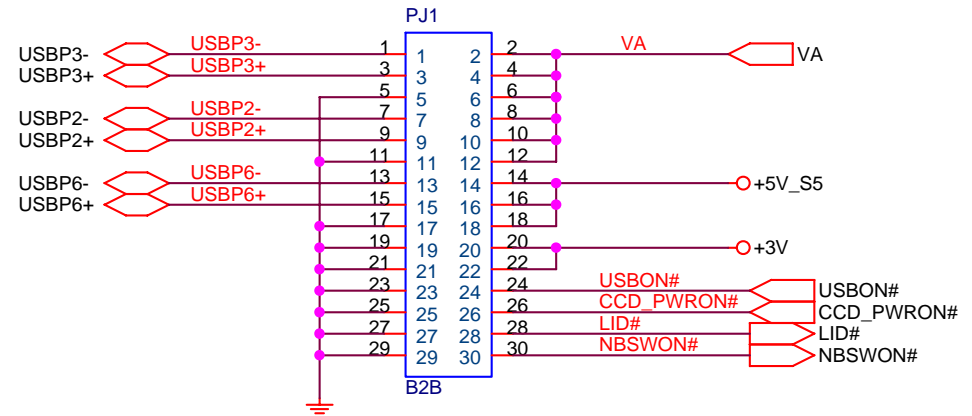 PJ1
USBP3- USBP3- 1 1 2 2 VA VA
USBP3+ USBP3+ 3 3 4 4
5 5 6 6
USBP2- USBP2- 7 7 8 8
USBP2+ USBP2+ 9 9 10 10
11 11 12 12
USBP6- USBP6- 13 13 14 14 +5V_S5
USBP6+ USBP6+ 15 15 16 16
17 17 18 18
19 19 20 20 +3V
21 21 22 22
23 23 24 24 USBON# USBON#
25 25 26 26 CCD_PWRON# CCD_PWRON#
27 27 28 28 LID# LID#
29 29 30 30 NBSWON# NBSWON#
B2B